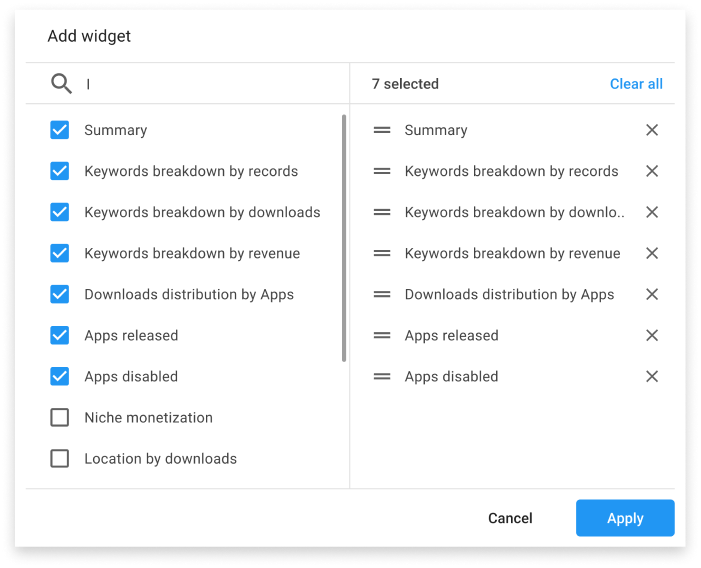 Add widget
7 selected
Clear all
Summary
Keywords breakdown by records
Keywords breakdown by downloads
Keywords breakdown by revenue
Downloads distribution by Apps
Apps released
Apps disabled
Niche monetization
Location by downloads
Summary
Keywords breakdown by records
Keywords breakdown by downlo..
Keywords breakdown by revenue
Downloads distribution by Apps
Apps released
Apps disabled
Cancel
Apply